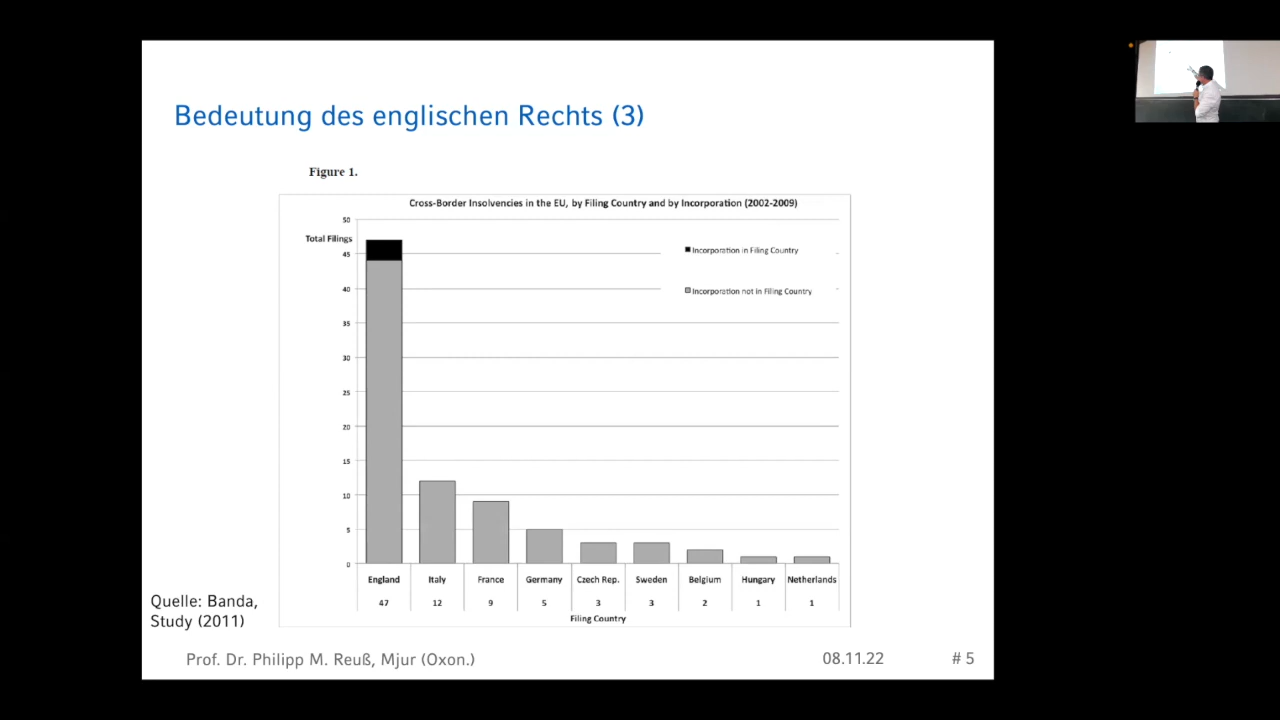 Bedeutung des englischen Rechts (3)
Figure 1.
Cross-Border Insolvencies in the EU, by Filing Country and by Incorporation (2002-2009)
50
Total Filings
45
40
35
30
25
20
15
10
5
0
Incorporation in Filing Country
Incorporation not in Filing Country
England Italy France Germany Czech Rep. Sweden Belgium Hungary Netherlands
47 12 9 5 3 3 2 1 1
Filing Country
Quelle: Banda,
Study (2011)
Prof. Dr. Philipp M. Reuß, Mjur (Oxon.) 08.11.22 # 5